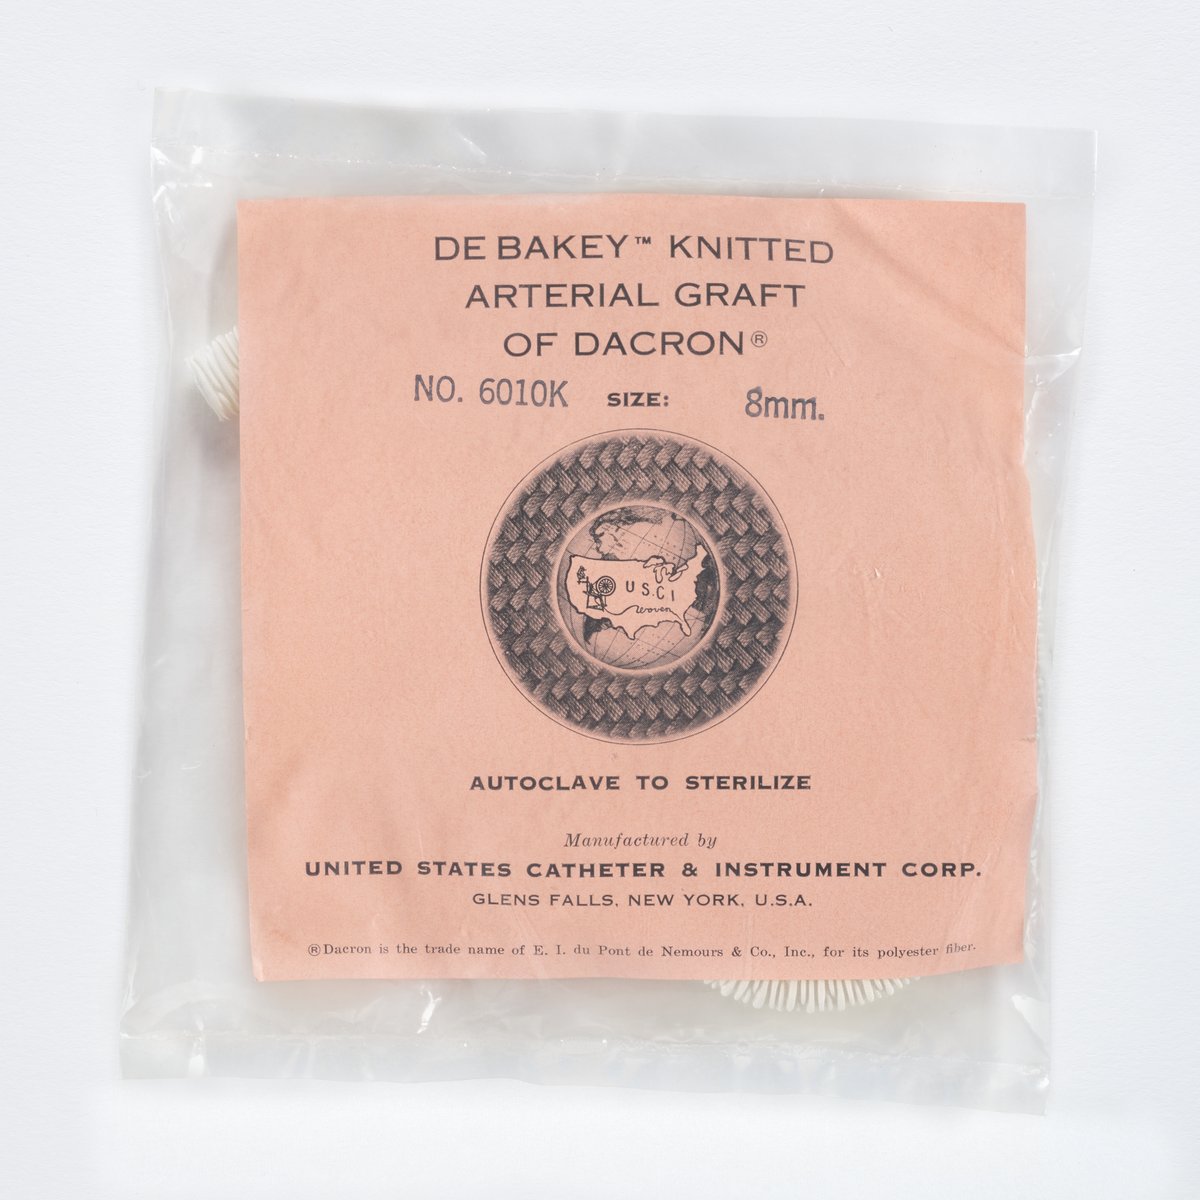 DE BAKEY™ KNITTED
ARTERIAL GRAFT
OF DACRON®
NO. 6010K SIZE: 8mm.
U.S.C.I
Woven
AUTOCLAVE TO STERILIZE
Manufactured by
UNITED STATES CATHETER & INSTRUMENT CORP.
GLENS FALLS, NEW YORK, U.S.A.
®Dacron is the trade name of E. I. du Pont de Nemours & Co., Inc., for its polyester fiber.